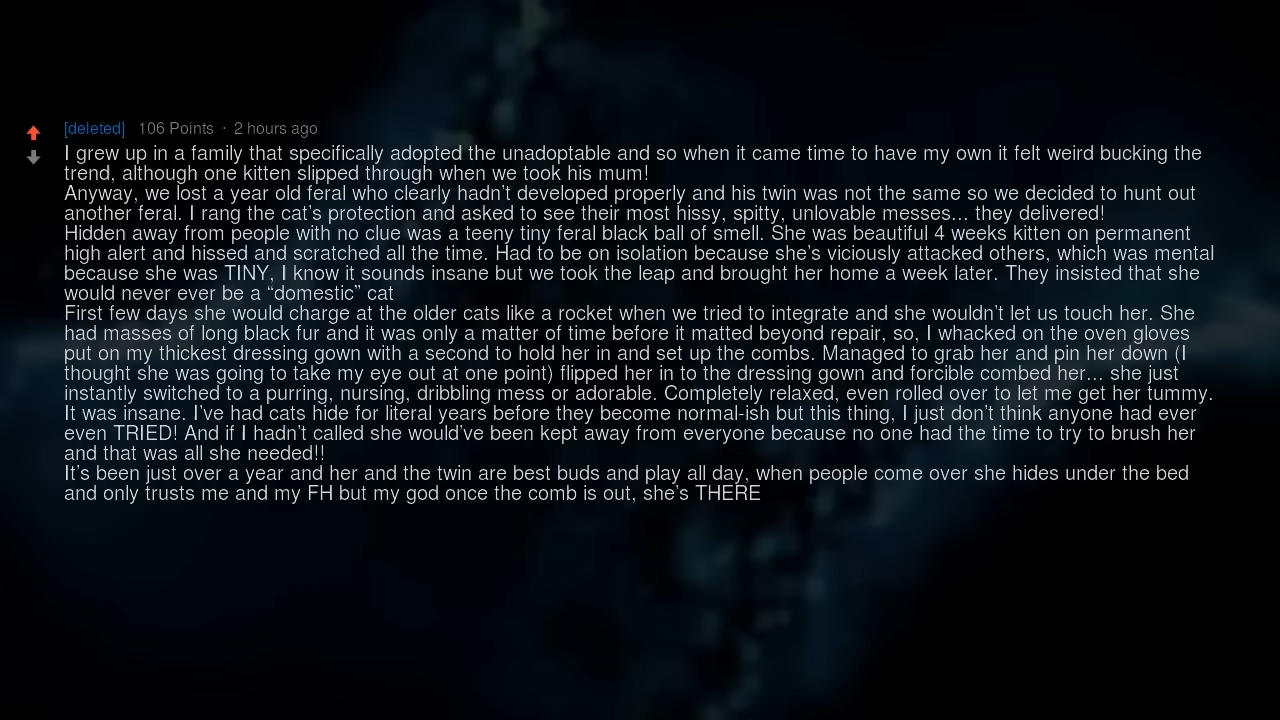 [deleted] 106 Points · 2 hours ago
I grew up in a family that specifically adopted the unadoptable and so when it came time to have my own it felt weird bucking the
trend, although one kitten slipped through when we took his mum!
Anyway, we lost a year old feral who clearly hadn't developed properly and his twin was not the same so we decided to hunt out
another feral. I rang the cat's protection and asked to see their most hissy, spitty, unlovable messes... they delivered!
Hidden away from people with no clue was a teeny tiny feral black ball of smell. She was beautiful 4 weeks kitten on permanent
high alert and hissed and scratched all the time. Had to be on isolation because she's viciously attacked others, which was mental
because she was TINY, I know it sounds insane but we took the leap and brought her home a week later. They insisted that she
would never ever be a “domestic” cat
First few days she would charge at the older cats like a rocket when we tried to integrate and she wouldn't let us touch her. She
had masses of long black fur and it was only a matter of time before it matted beyond repair, so, I whacked on the oven gloves
put on my thickest dressing gown with a second to hold her in and set up the combs. Managed to grab her and pin her down (I
thought she was going to take my eye out at one point) flipped her in to the dressing gown and forcible combed her... she just
instantly switched to a purring, nursing, dribbling mess or adorable. Completely relaxed, even rolled over to let me get her tummy.
It was insane. I've had cats hide for literal years before they become normal-ish but this thing, I just don't think anyone had ever
even TRIED! And if I hadn't called she would've been kept away from everyone because no one had the time to try to brush her
and that was all she needed!!
It's been just over a year and her and the twin are best buds and play all day, when people come over she hides under the bed
and only trusts me and my FH but my god once the comb is out, she's THERE